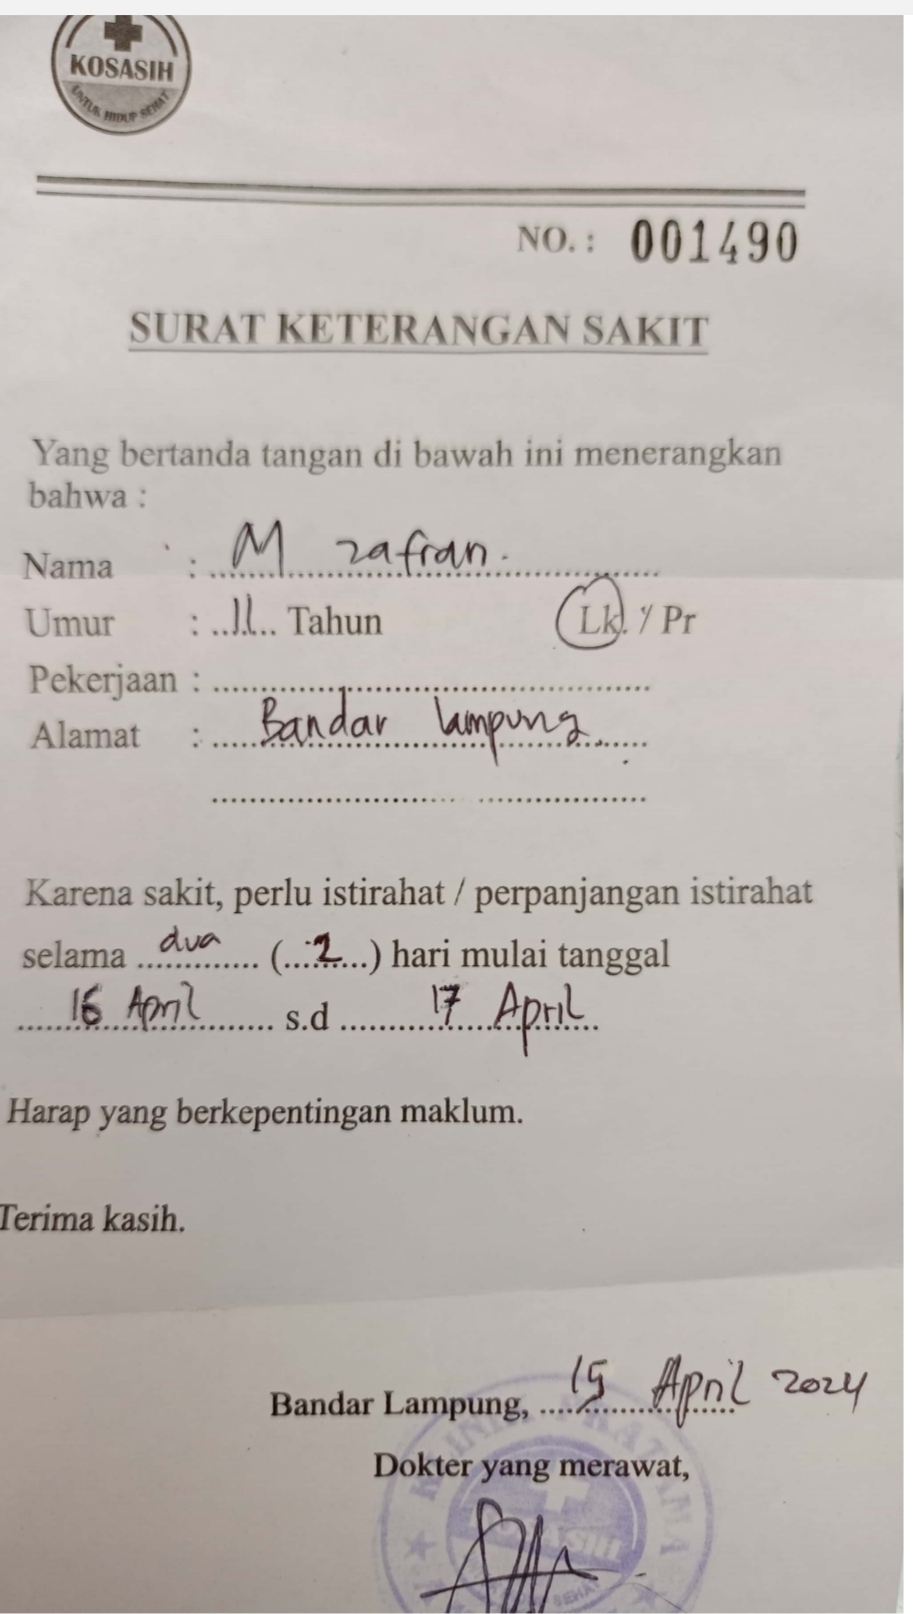 KOSASIH
UNTUK HIDUP SEHAT
NO. : 001490
SURAT KETERANGAN SAKIT
Yang bertanda tangan di bawah ini menerangkan
bahwa :
Nama : M zafran.
Umur : 11 Tahun Lk. / Pr
Pekerjaan :
Alamat : Bandar lampung
Karena sakit, perlu istirahat / perpanjangan istirahat
selama dua (2) hari mulai tanggal
16 April s.d 17 April
Harap yang berkepentingan maklum.
Terima kasih.
Bandar Lampung, 15 April 2024
Dokter yang merawat,
KOSASIH